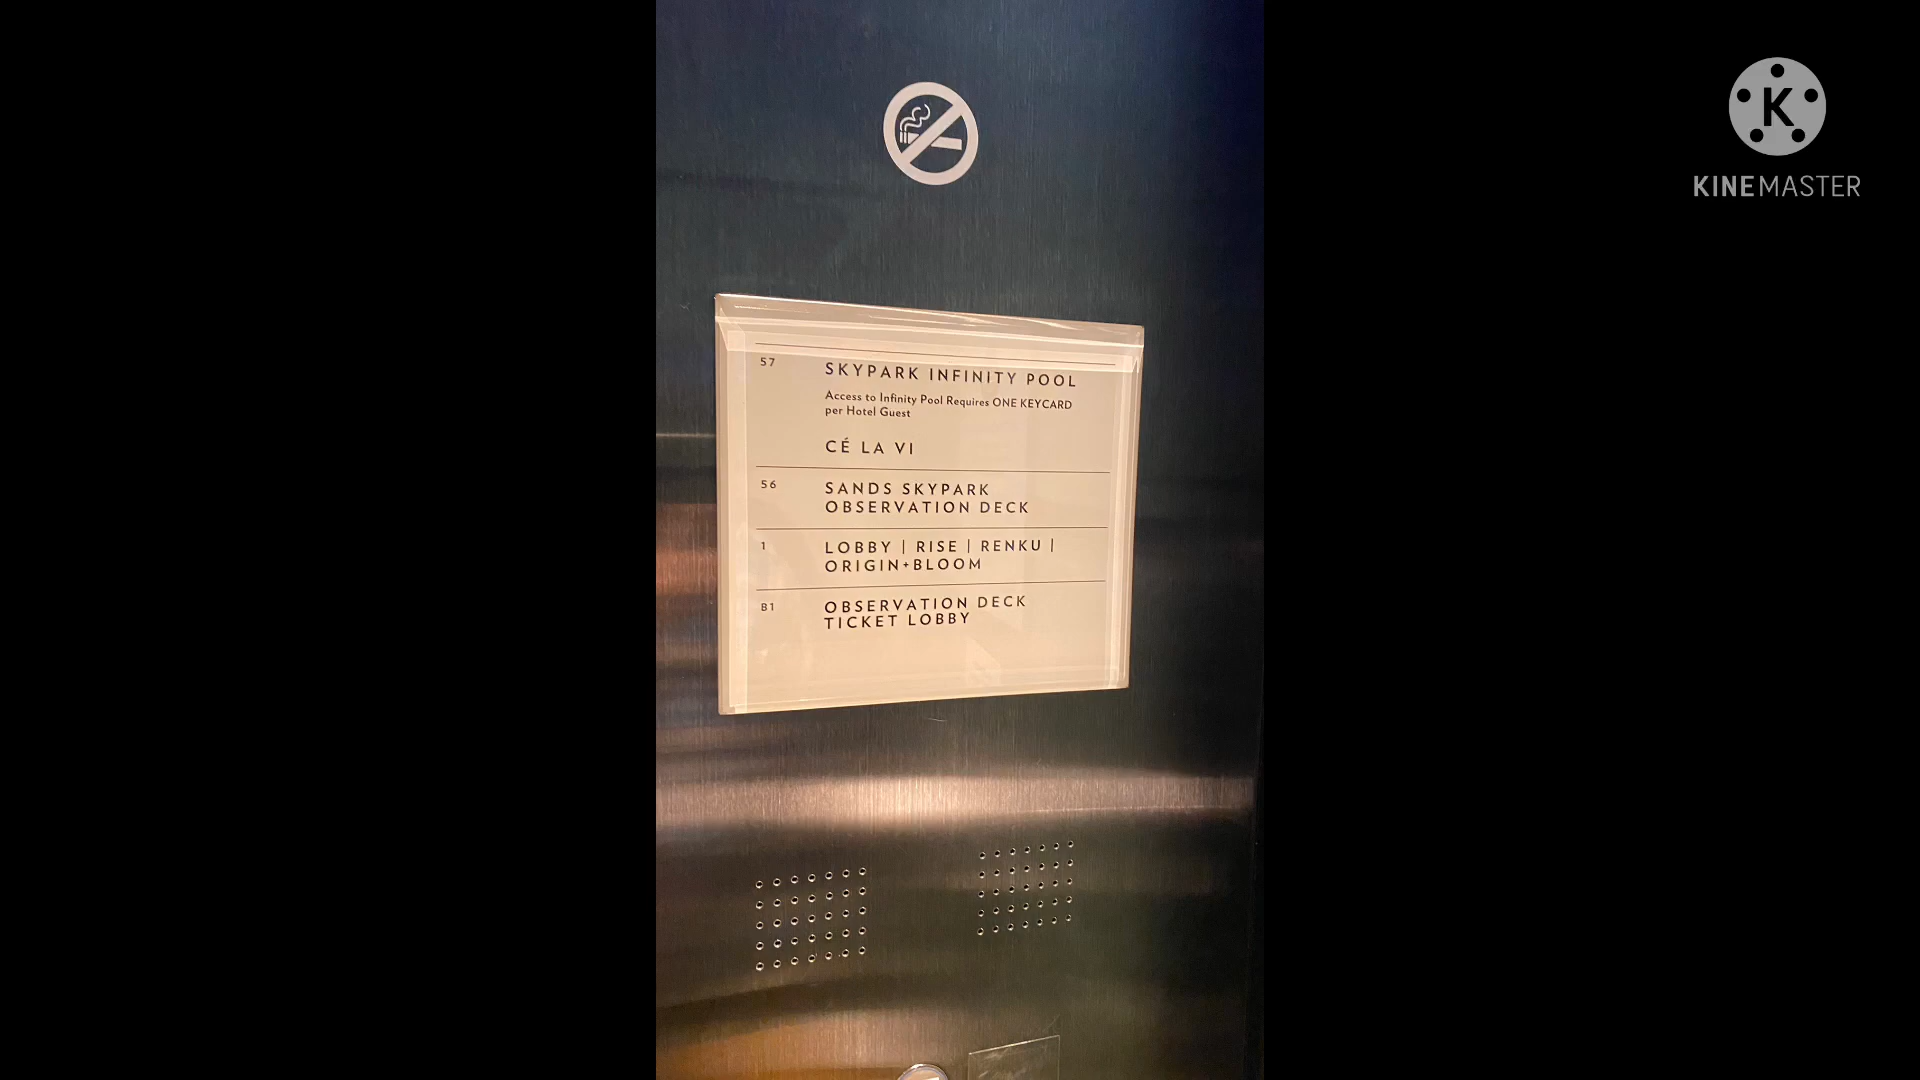 K
KINEMASTER
57
SKYPARK INFINITY POOL
Access to Infinity Pool Requires ONE KEYCARD
per Hotel Guest
CÉ LA VI
56
SANDS SKYPARK
OBSERVATION DECK
1
LOBBY | RISE | RENKU |
ORIGIN+BLOOM
B1
OBSERVATION DECK
TICKET LOBBY